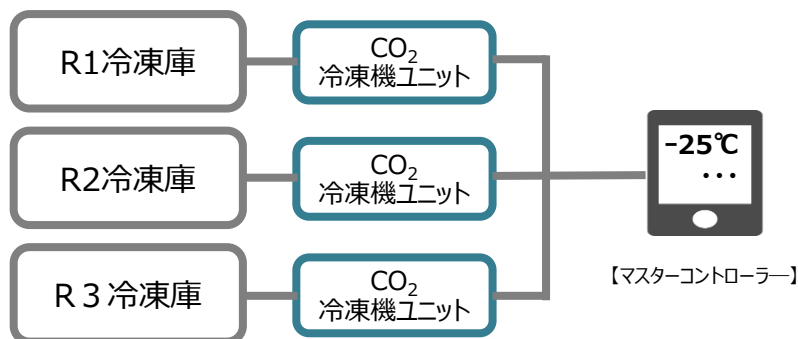 R1冷凍庫
CO₂
冷凍機ユニット
R2冷凍庫
CO₂
冷凍機ユニット
R３冷凍庫
CO₂
冷凍機ユニット
-25℃
･･･
【マスターコントローラ―】